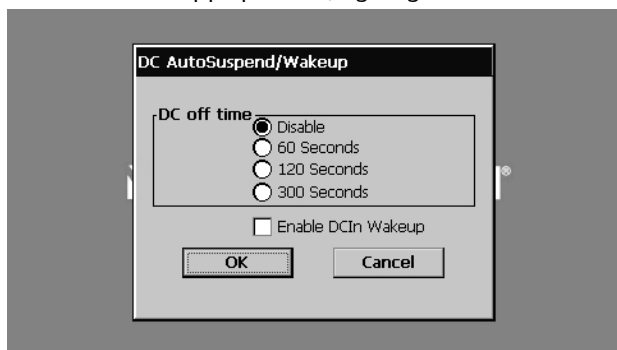 DC AutoSuspend/Wakeup
DC off time
Disable
60 Seconds
120 Seconds
300 Seconds
Enable DCIn Wakeup
OK
Cancel
®